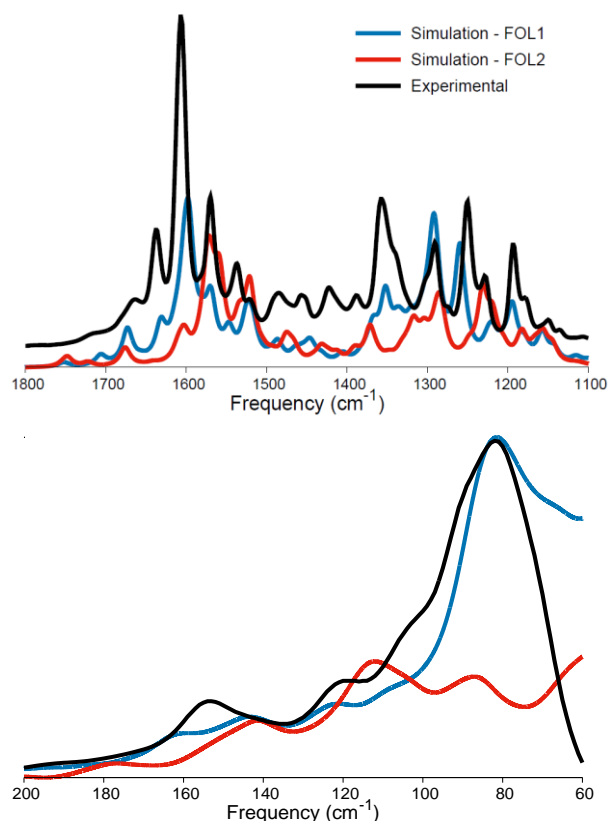 Simulation - FOL1
Simulation - FOL2
Experimental
1800 1700 1600 1500 1400 1300 1200 1100
Frequency (cm-1)
200 180 160 140 120 100 80 60
Frequency (cm-1)